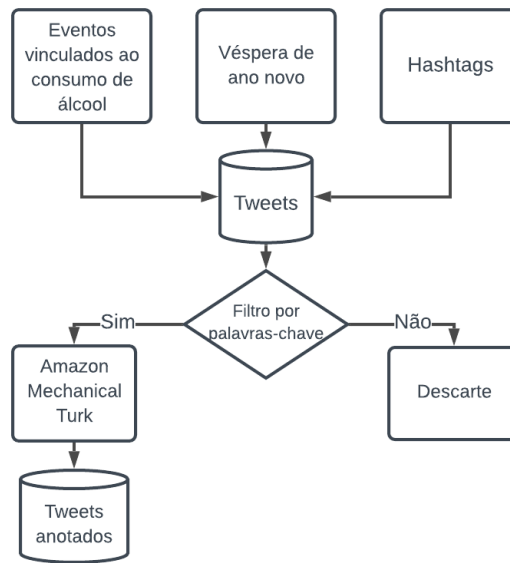 Eventos
vinculados ao
consumo de
álcool
Véspera de
ano novo
Hashtags
Tweets
Filtro por
palavras-chave
Sim
Não
Amazon
Mechanical
Turk
Descarte
Tweets
anotados